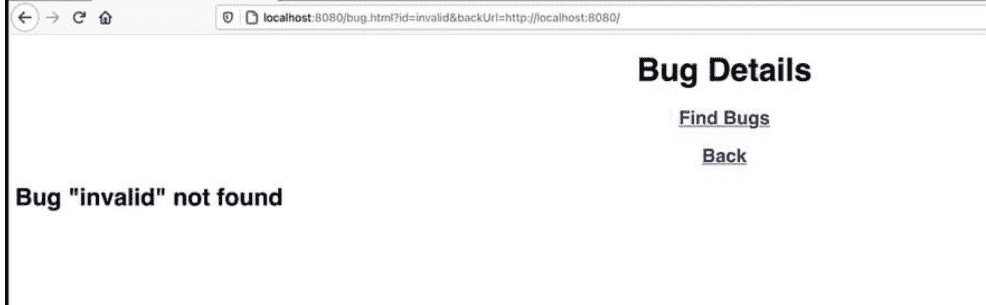 localhost:8080/bug.html?id=invalid&backUrl=http://localhost:8080/
Bug Details
Find Bugs
Back
Bug "invalid" not found